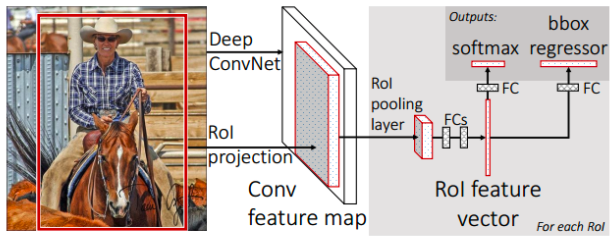 Deep
ConvNet
RoI
projection
Conv
feature map
RoI
pooling
layer
FCs
Outputs:
softmax
bbox
regressor
FC
FC
RoI feature
vector
For each RoI